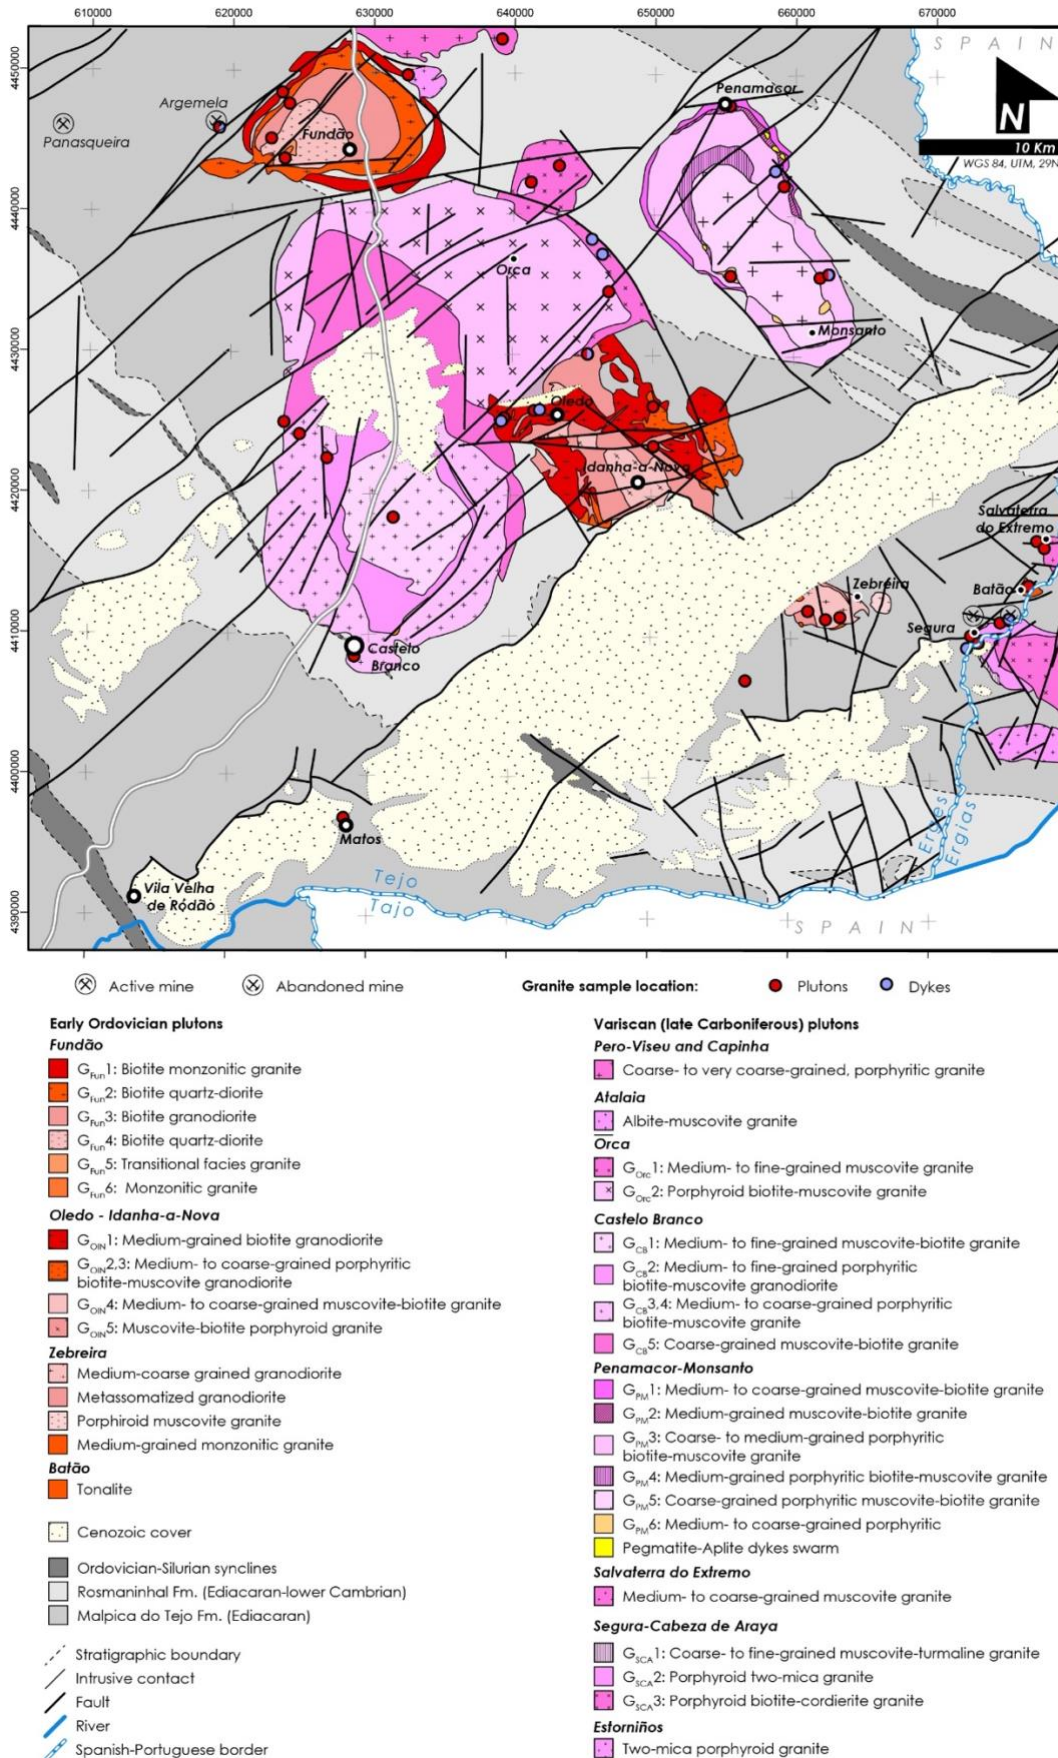 610000
620000
630000
640000
650000
660000
670000
4450000
4440000
4430000
4420000
4410000
4400000
4390000
SPAIN
N
10 Km
WGS 84, UTM, 29N
Argemela
Panasqueira
Fundão
Penamacor
Orca
Monsanto
Oledo
Idanha-a-Nova
Salvaterra
do Extremo
Zebreira
Batão
Segura
Castelo
Branco
Matos
Vila Velha
de Ródão
Tejo
Tajo
Erges
Ergias
SPAIN
Active mine
Abandoned mine
Granite sample location:
Plutons
Dykes
Early Ordovician plutons
Fundão
GFun1: Biotite monzonitic granite
GFun2: Biotite quartz-diorite
GFun3: Biotite granodiorite
GFun4: Biotite quartz-diorite
GFun5: Transitional facies granite
GFun6: Monzonitic granite
Oledo - Idanha-a-Nova
GOIN1: Medium-grained biotite granodiorite
GOIN2,3: Medium- to coarse-grained porphyric
biotite-muscovite granodiorite
GOIN4: Medium- to coarse-grained muscovite-biotite granite
GOIN5: Muscovite-biotite porphyroid granite
Zebreira
Medium-coarse grained granodiorite
Metassomatized granodiorite
Porphiroid muscovite granite
Medium-grained monzonitic granite
Batão
Tonalite
Cenozoic cover
Ordovician-Silurian synclines
Rosmaninhal Fm. (Ediacaran-lower Cambrian)
Malpica do Tejo Fm. (Ediacaran)
Stratigraphic boundary
Intrusive contact
Fault
River
Spanish-Portuguese border
Variscan (late Carboniferous) plutons
Pero-Viseu and Capinha
Coarse- to very coarse-grained, porphyritic granite
Atalaia
Albite-muscovite granite
Orca
GOrc1: Medium- to fine-grained muscovite granite
GOrc2: Porphyroid biotite-muscovite granite
Castelo Branco
GCB1: Medium- to fine-grained muscovite-biotite granite
GCB2: Medium- to fine-grained porphyritic
biotite-muscovite granodiorite
GCB3,4: Medium- to coarse-grained porphyritic
biotite-muscovite granite
GCB5: Coarse-grained muscovite-biotite granite
Penamacor-Monsanto
GPM1: Medium- to coarse-grained muscovite-biotite granite
GPM2: Medium-grained muscovite-biotite granite
GPM3: Coarse- to medium-grained porphyritic
biotite-muscovite granite
GPM4: Medium-grained porphyritic biotite-muscovite granite
GPM5: Coarse-grained porphyritic muscovite-biotite granite
GPM6: Medium- to coarse-grained porphyritic
Pegmatite-Aplite dykes swarm
Salvaterra do Extremo
Medium- to coarse-grained muscovite granite
Segura-Cabeza de Araya
GSCA1: Coarse- to fine-grained muscovite-turmaline granite
GSCA2: Porphyroid two-mica granite
GSCA3: Porphyroid biotite-cordierite granite
Estorniños
Two-mica porphyroid granite